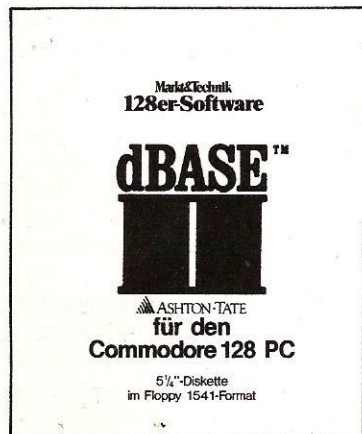 Markt&Technik
128er-Software
dBASE™
II
ASHTON·TATE
für den
Commodore 128 PC
5¼"-Diskette
im Floppy 1541-Format